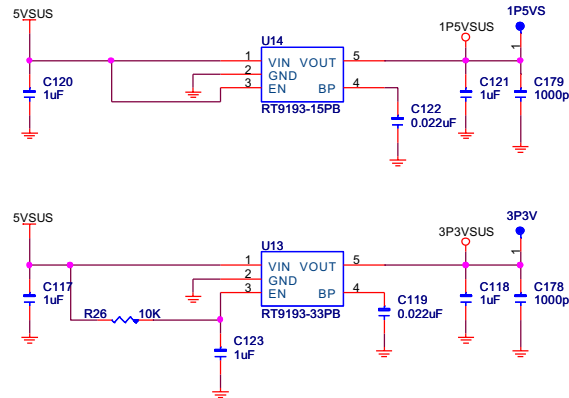 5VSUS
1P5VS
U14
1P5VSUS
1
1 VIN VOUT 5
2 GND
3 EN BP 4
RT9193-15PB
C120
1uF
C122
0.022uF
C121
1uF
C179
1000p
5VSUS
3P3V
U13
3P3VSUS
1
1 VIN VOUT 5
2 GND
3 EN BP 4
RT9193-33PB
C117
1uF
R26 10K
C123
1uF
C119
0.022uF
C118
1uF
C178
1000p